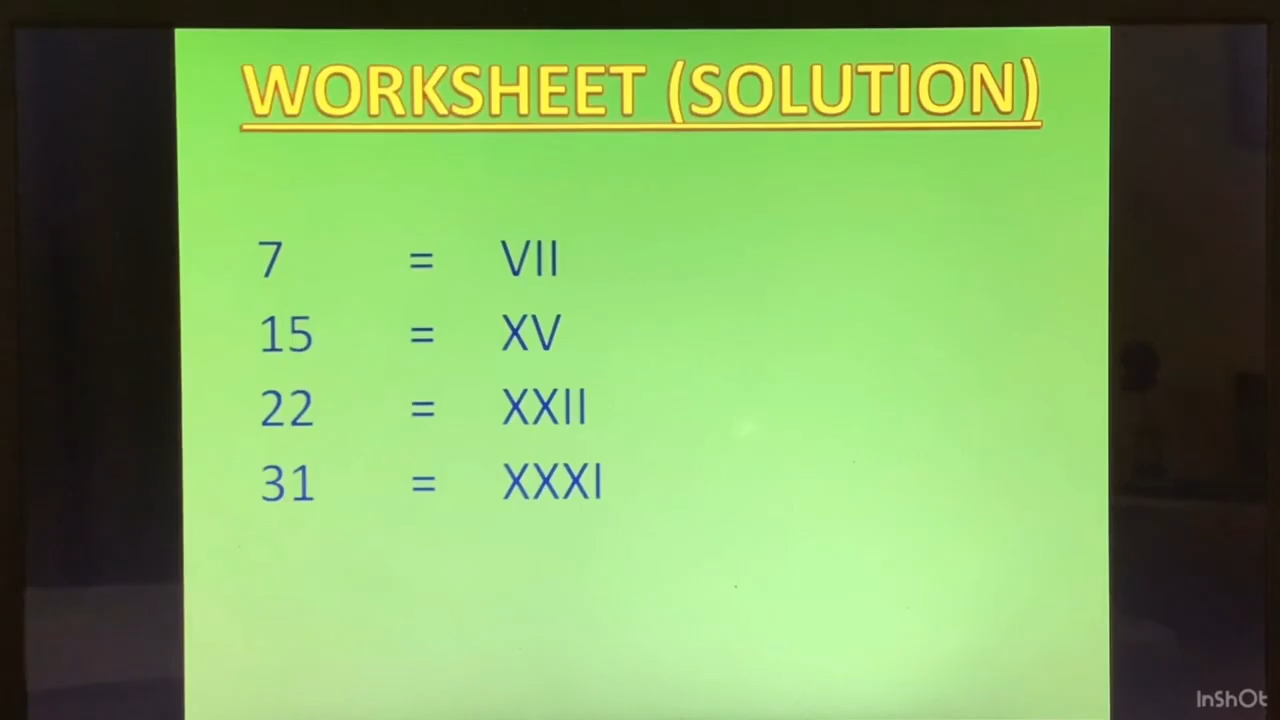 WORKSHEET (SOLUTION)
7 = VII
15 = XV
22 = XXII
31 = XXXI
InShOt